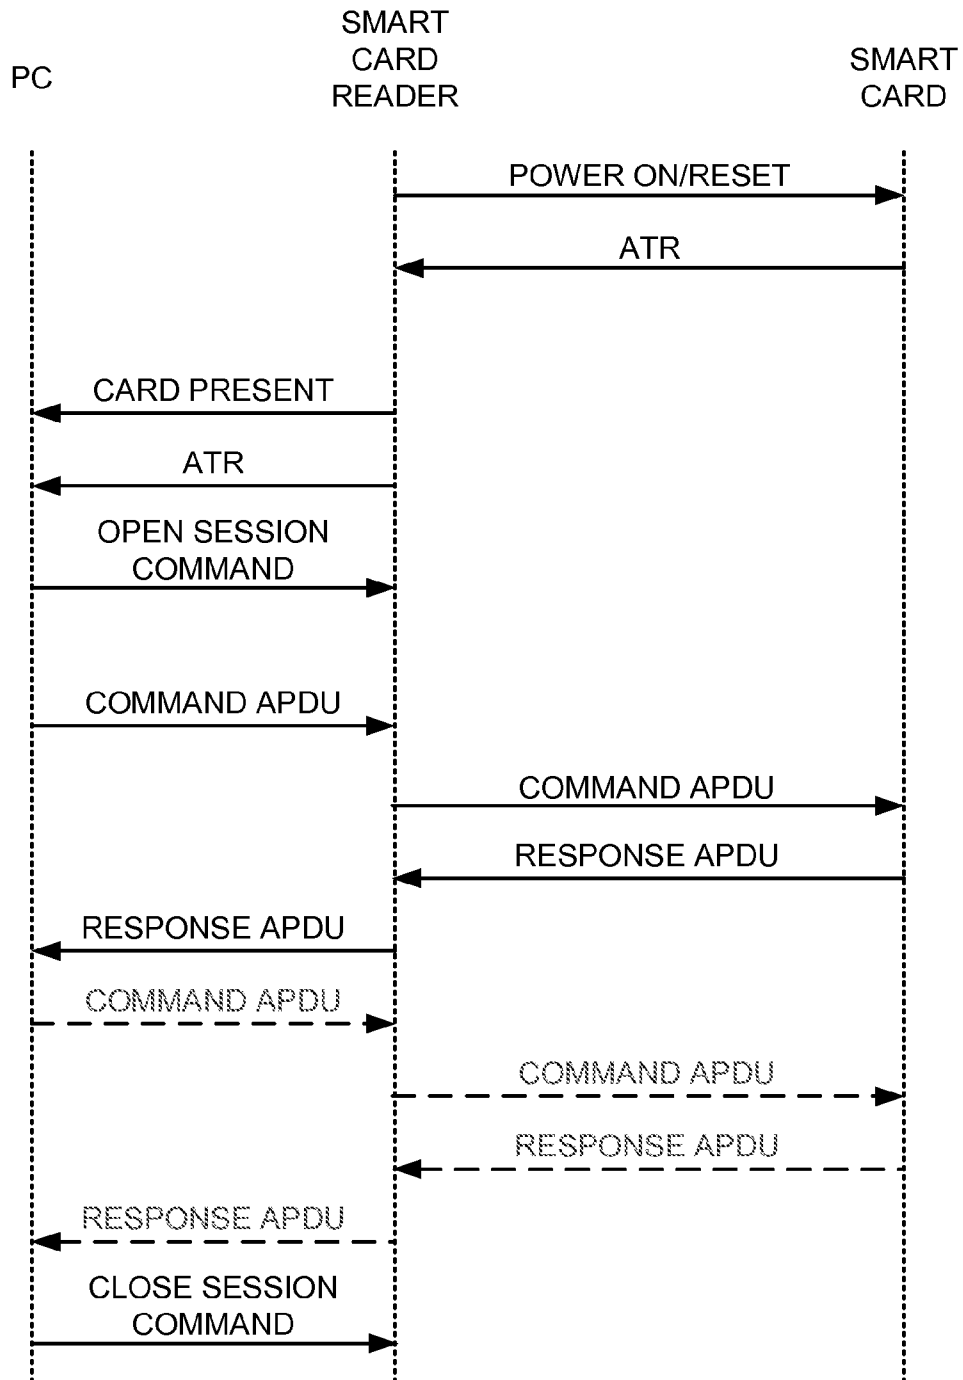 PC
SMART
CARD
READER
SMART
CARD
POWER ON/RESET
ATR
CARD PRESENT
ATR
OPEN SESSION
COMMAND
COMMAND APDU
COMMAND APDU
RESPONSE APDU
RESPONSE APDU
COMMAND APDU
COMMAND APDU
RESPONSE APDU
RESPONSE APDU
CLOSE SESSION
COMMAND